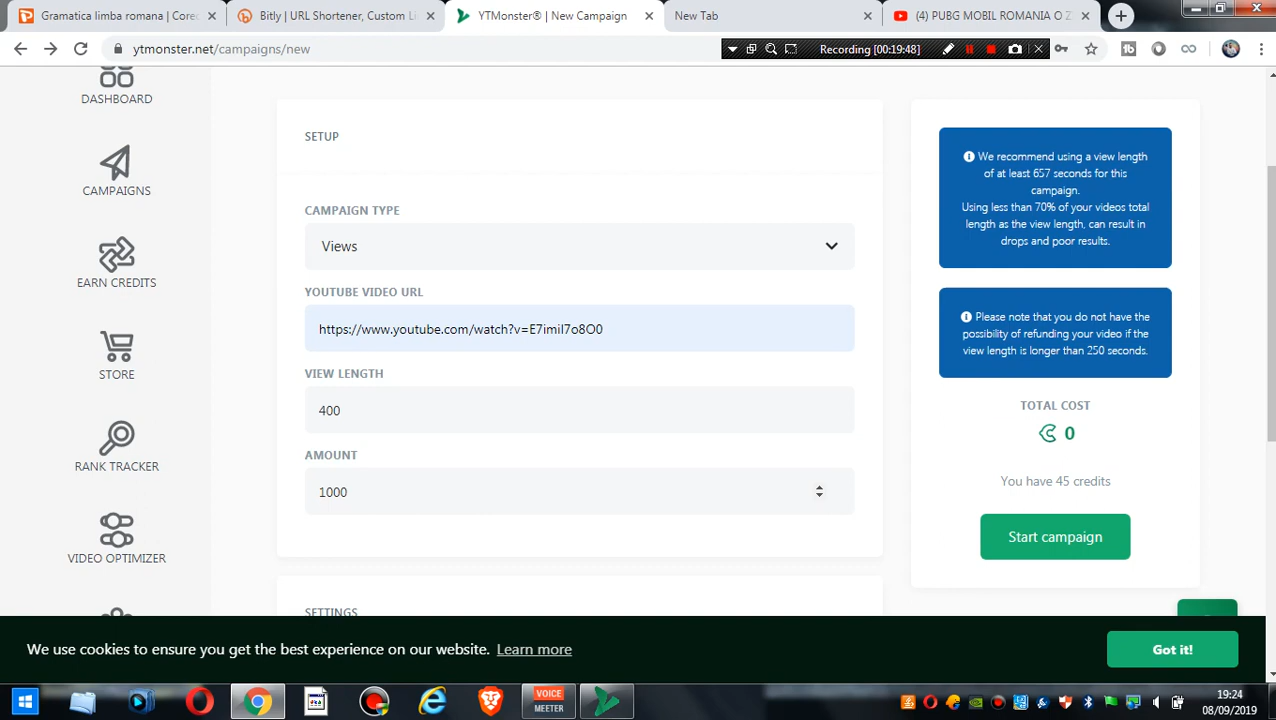 Gramatica limba romana | Core
Bitly | URL Shortener, Custom Li
YTMonster® | New Campaign
New Tab
(4) PUBG MOBIL ROMANIA O Z
ytmonster.net/campaigns/new
Recording [00:19:48]
DASHBOARD
CAMPAIGNS
EARN CREDITS
STORE
RANK TRACKER
VIDEO OPTIMIZER
SETUP
CAMPAIGN TYPE
Views
YOUTUBE VIDEO URL
https://www.youtube.com/watch?v=E7imiI7o8O0
VIEW LENGTH
400
AMOUNT
1000
SETTINGS
We recommend using a view length
of at least 657 seconds for this
campaign.
Using less than 70% of your videos total
length as the view length, can result in
drops and poor results.
Please note that you do not have the
possibility of refunding your video if the
view length is longer than 250 seconds.
TOTAL COST
0
You have 45 credits
Start campaign
We use cookies to ensure you get the best experience on our website. Learn more
Got it!
VOICE
MEETER
19:24
08/09/2019